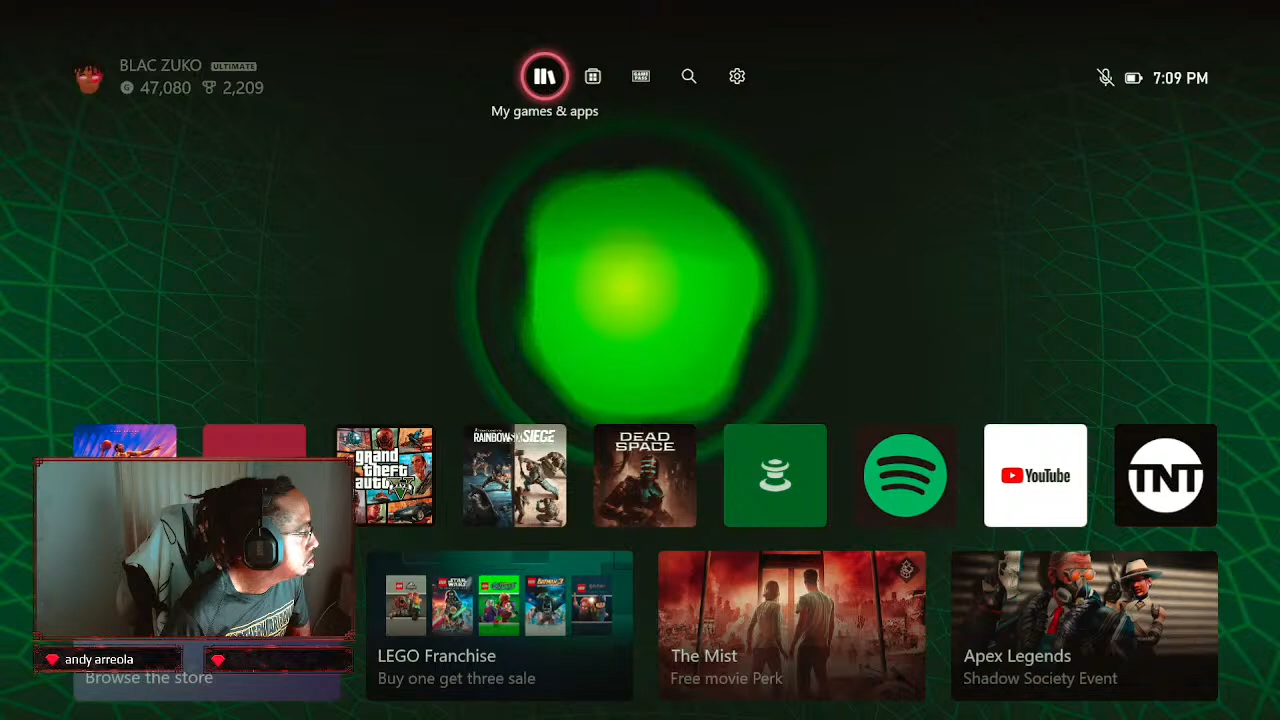 BLAC ZUKO ULTIMATE
G 47,080 2,209
GAME PASS
My games & apps
7:09 PM
grand theft auto V
RAINBOW SIX SIEGE
DEAD SPACE
YouTube
TNT
andy arreola
Browse the store
LEGO Franchise
Buy one get three sale
The Mist
Free movie Perk
Apex Legends
Shadow Society Event